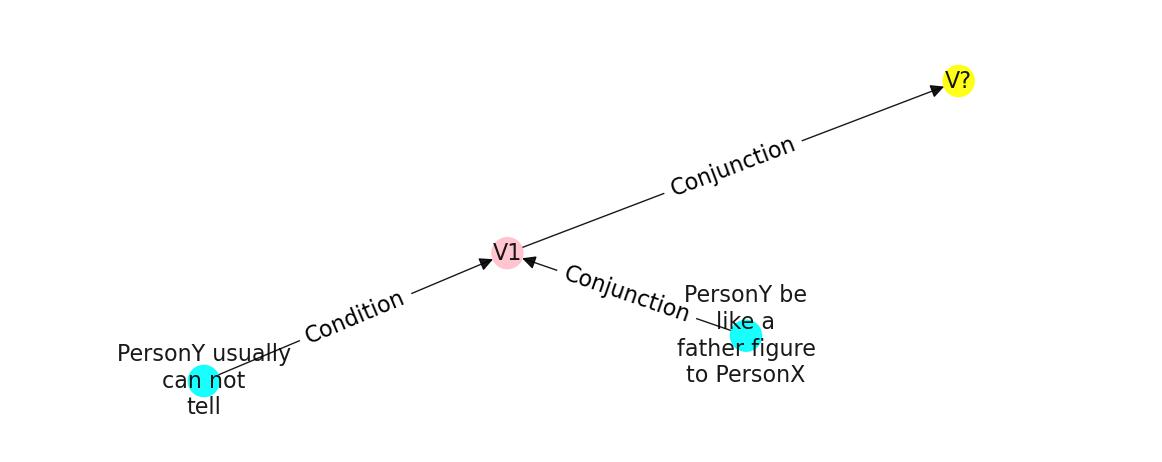 V?
Conjunction
V1
Conjunction
PersonY be
like a
father figure
to PersonX
Condition
PersonY usually
can not
tell